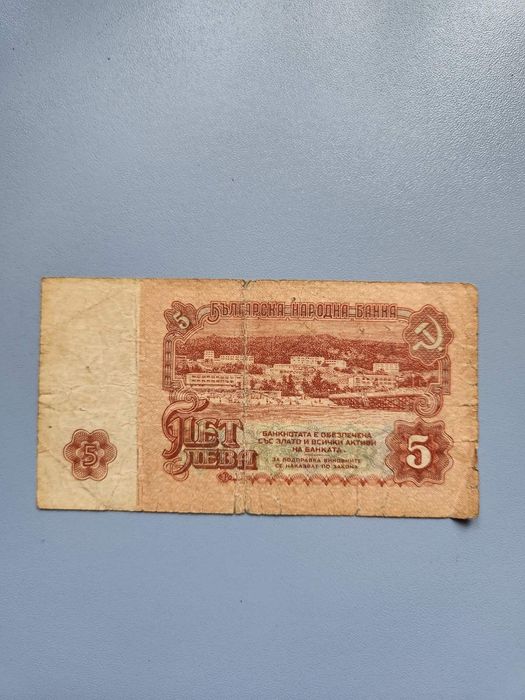 БЪЛГАРСКА НАРОДНА БАНКА
5
ПЕТ
ЛЕВА
БАНКНОТАТА Е ОБЕЗПЕЧЕНА
СЪС ЗЛАТО И ВСИЧКИ АКТИВИ
НА БАНКАТА
ЗА ПОДПРАВКА ВИНОВНИТЕ
СЕ НАКАЗВАТ ПО ЗАКОНА
5
5